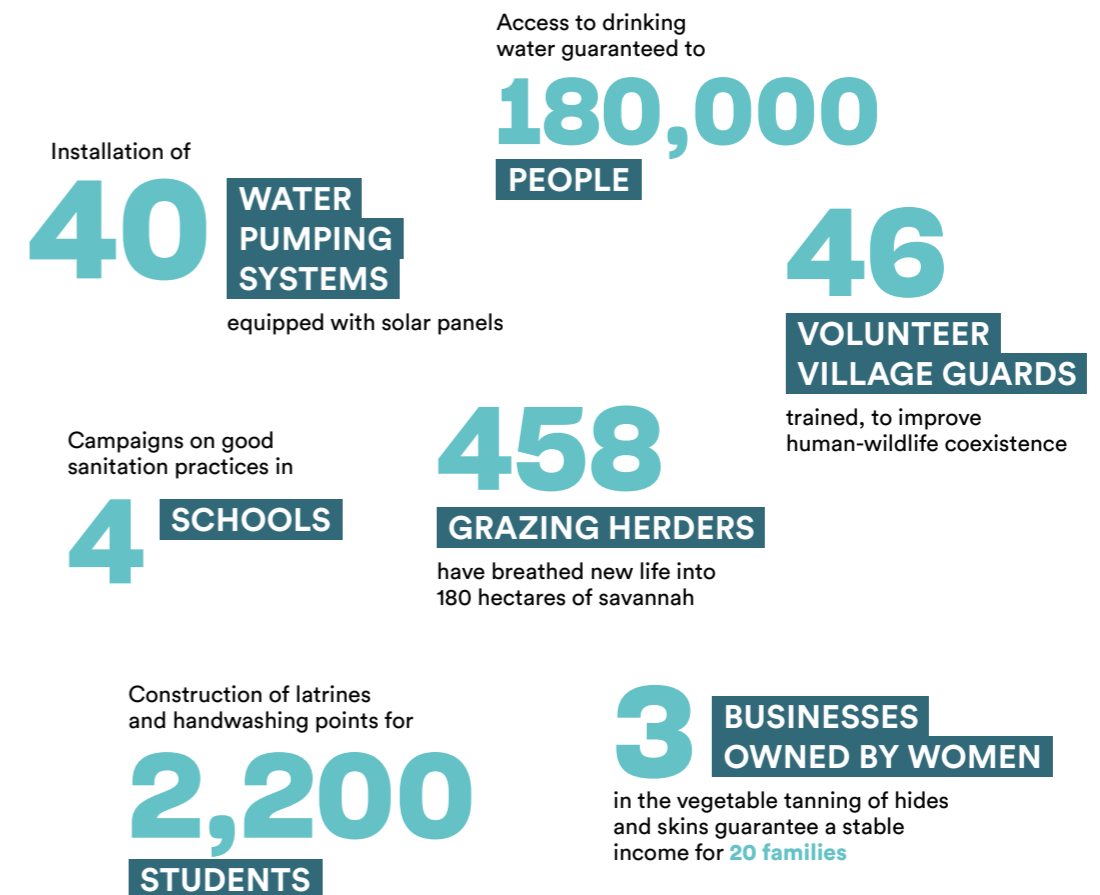 Access to drinking
water guaranteed to
180,000
PEOPLE
Installation of
40
WATER
PUMPING
SYSTEMS
equipped with solar panels
46
VOLUNTEER
VILLAGE GUARDS
trained, to improve
human-wildlife coexistence
Campaigns on good
sanitation practices in
4
SCHOOLS
458
GRAZING HERDERS
have breathed new life into
180 hectares of savannah
Construction of latrines
and handwashing points for
2,200
STUDENTS
3
BUSINESSES
OWNED BY WOMEN
in the vegetable tanning of hides
and skins guarantee a stable
income for 20 families